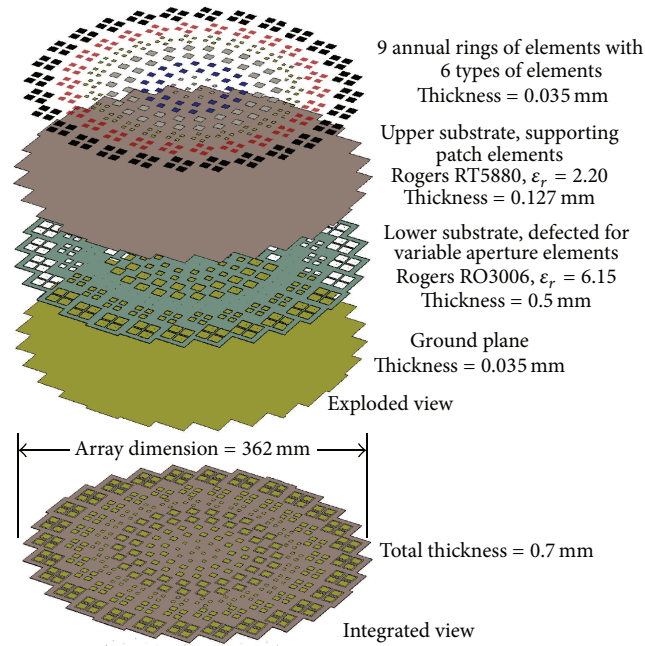 9 annual rings of elements with
6 types of elements
Thickness = 0.035 mm
Upper substrate, supporting
patch elements
Rogers RT5880, εr = 2.20
Thickness = 0.127 mm
Lower substrate, defected for
variable aperture elements
Rogers RO3006, εr = 6.15
Thickness = 0.5 mm
Ground plane
Thickness = 0.035 mm
Exploded view
Array dimension = 362 mm
Total thickness = 0.7 mm
Integrated view